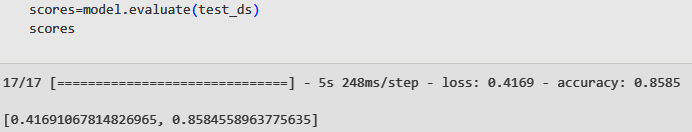 scores=model.evaluate(test_ds)
scores
17/17 [==============================] - 5s 248ms/step - loss: 0.4169 - accuracy: 0.8585
[0.41691067814826965, 0.8584558963775635]